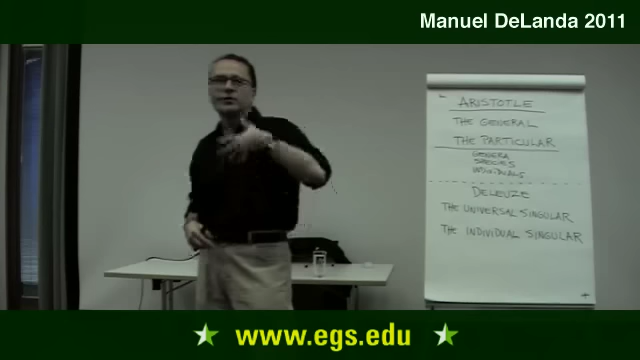 Manuel DeLanda 2011
ARISTOTLE
THE GENERAL
THE PARTICULAR
GENERA
SPECIES
INDIVIDUALS
DELEUZE
THE UNIVERSAL SINGULAR
THE INDIVIDUAL SINGULAR
www.egs.edu